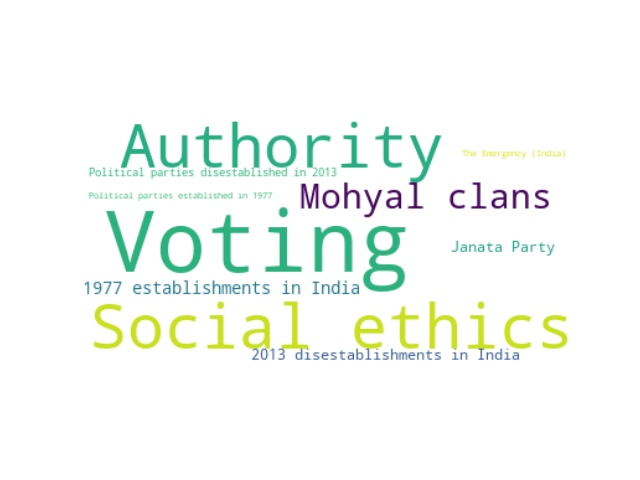 Authority
The Emergency (India)
Political parties disestablished in 2013
Political parties established in 1977
Mohyal clans
Voting
Janata Party
1977 establishments in India
Social ethics
2013 disestablishments in India